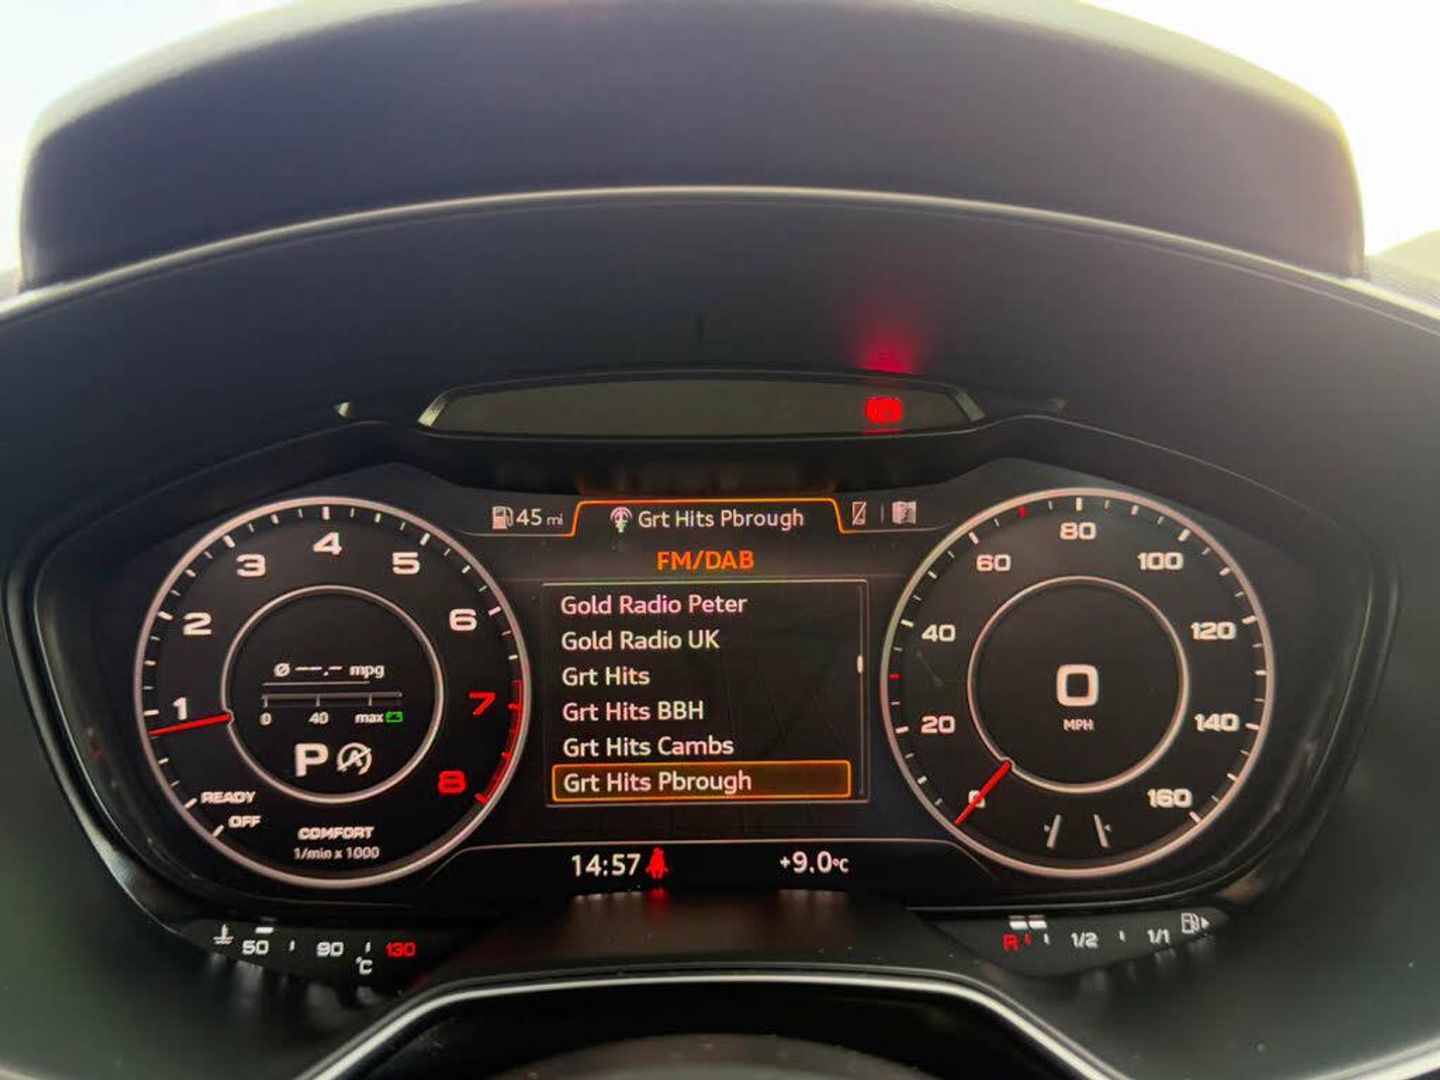 45 mi
Grt Hits Pbrough
FM/DAB
Gold Radio Peter
Gold Radio UK
Grt Hits
Grt Hits BBH
Grt Hits Cambs
Grt Hits Pbrough
14:57
+9.0°C
1
2
3
4
5
6
7
8
Ø --.- mpg
0 40 max
P
READY
OFF
COMFORT
1/min x 1000
20
40
60
80
100
120
140
160
0
MPH
50 90 130
°C
R 1/2 1/1